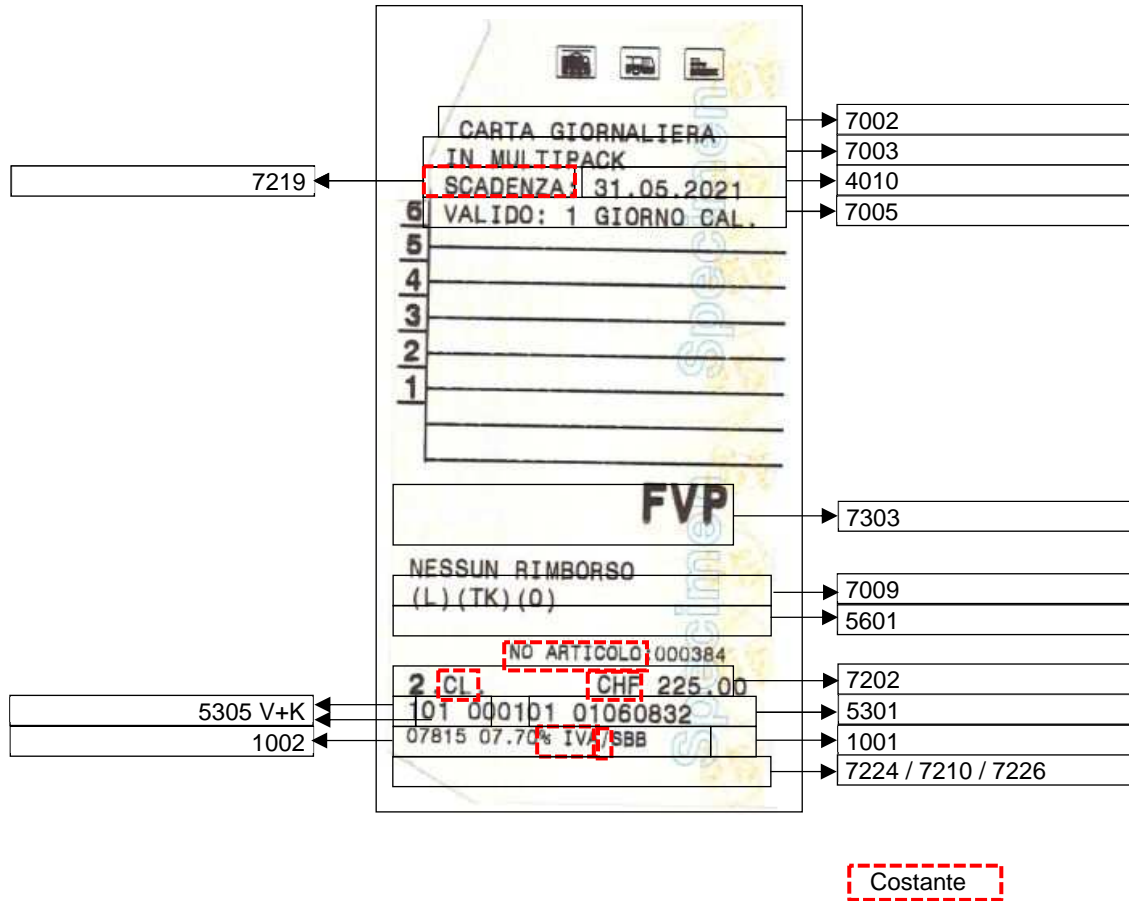 CARTA GIORNALIERA
7002
IN MULTIPACK
7003
7219
SCADENZA: 31.05.2021
4010
6 VALIDO: 1 GIORNO CAL.
7005
5
4
3
2
1
Specimen
FVP
7303
NESSUN RIMBORSO
(L)(TK)(O)
7009
5601
Specimen
NO ARTICOLO:000384
2.CL. CHF 225.00
7202
5305 V+K
101 000101 01060832
5301
1002
07815 07.70% IVA/SBB
1001
7224 / 7210 / 7226
Costante